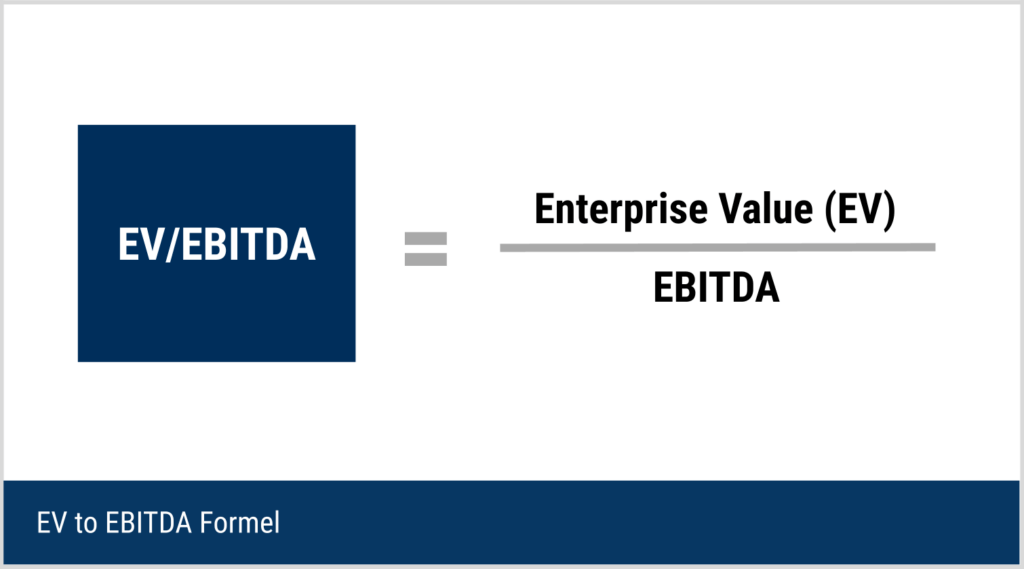 EV/EBITDA
=
Enterprise Value (EV)
EBITDA
EV to EBITDA Formel